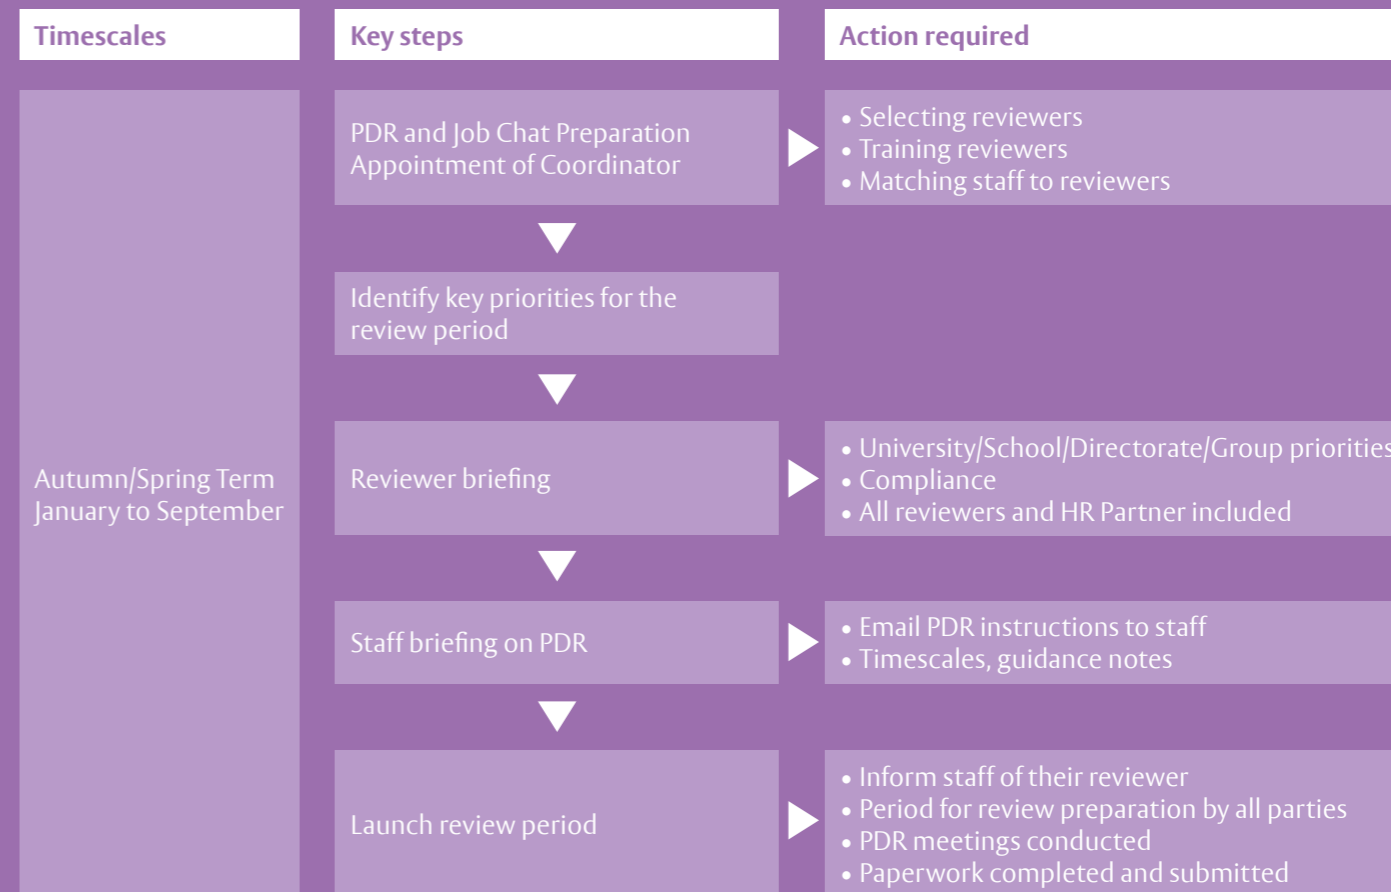 Timescales
Key steps
Action required
Autumn/Spring Term
January to September
PDR and Job Chat Preparation
Appointment of Coordinator
• Selecting reviewers
• Training reviewers
• Matching staff to reviewers
Identify key priorities for the
review period
Reviewer briefing
• University/School/Directorate/Group priorities
• Compliance
• All reviewers and HR Partner included
Staff briefing on PDR
• Email PDR instructions to staff
• Timescales, guidance notes
Launch review period
• Inform staff of their reviewer
• Period for review preparation by all parties
• PDR meetings conducted
• Paperwork completed and submitted